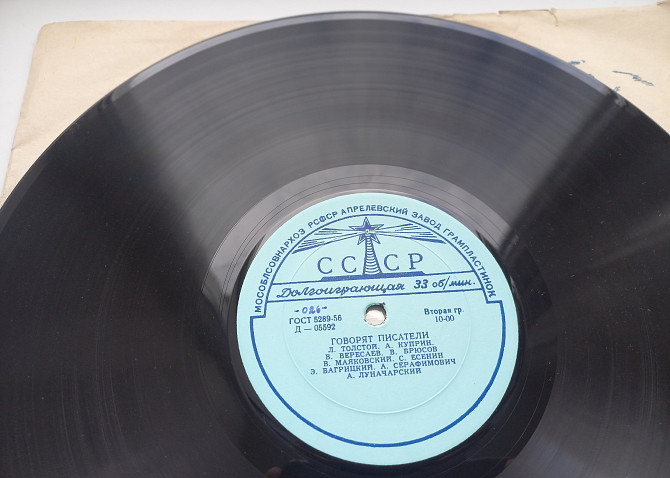 МОСОБЛСОВНАРХОЗ РСФСР АПРЕЛЕВСКИЙ ЗАВОД ГРАМПЛАСТИНОК
СССР
Долгоиграющая 33 об/мин.
-026-
ГОСТ 5289-56 Вторая гр.
Д — 05592 10-00
ГОВОРЯТ ПИСАТЕЛИ
Л. ТОЛСТОЙ, А. КУПРИН,
В. ВЕРЕСАЕВ, В. БРЮСОВ
В. МАЯКОВСКИЙ, С. ЕСЕНИН
Э. БАГРИЦКИЙ, А. СЕРАФИМОВИЧ
А. ЛУНАЧАРСКИЙ